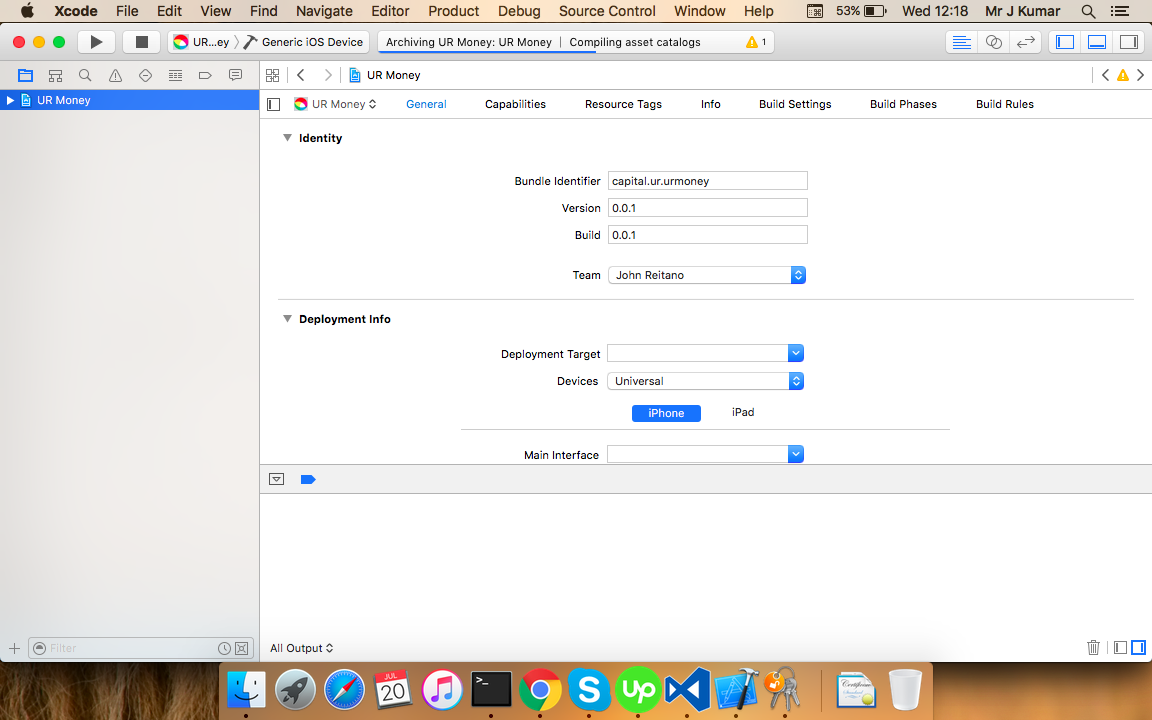 Xcode File Edit View Find Navigate Editor Product Debug Source Control Window Help 53% Wed 12:18 Mr J Kumar
UR...ey Generic iOS Device Archiving UR Money: UR Money | Compiling asset catalogs 1
UR Money
UR Money
UR Money General Capabilities Resource Tags Info Build Settings Build Phases Build Rules
Identity
Bundle Identifier capital.ur.urmoney
Version 0.0.1
Build 0.0.1
Team John Reitano
Deployment Info
Deployment Target
Devices Universal
iPhone iPad
Main Interface
Filter
All Output
JUL
20
>_
S
Up